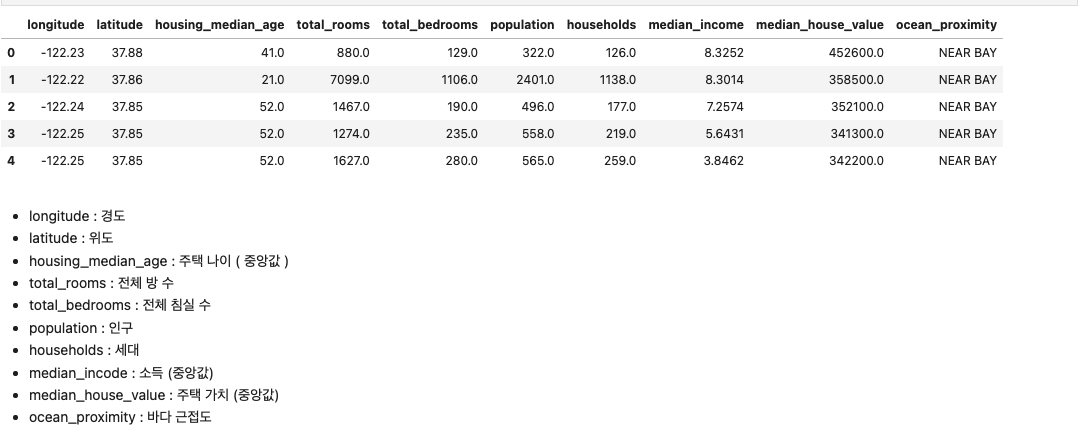 longitude latitude housing_median_age total_rooms total_bedrooms population households median_income median_house_value ocean_proximity
0 -122.23 37.88 41.0 880.0 129.0 322.0 126.0 8.3252 452600.0 NEAR BAY
1 -122.22 37.86 21.0 7099.0 1106.0 2401.0 1138.0 8.3014 358500.0 NEAR BAY
2 -122.24 37.85 52.0 1467.0 190.0 496.0 177.0 7.2574 352100.0 NEAR BAY
3 -122.25 37.85 52.0 1274.0 235.0 558.0 219.0 5.6431 341300.0 NEAR BAY
4 -122.25 37.85 52.0 1627.0 280.0 565.0 259.0 3.8462 342200.0 NEAR BAY
• longitude : 경도
• latitude : 위도
• housing_median_age : 주택 나이 ( 중앙값 )
• total_rooms : 전체 방 수
• total_bedrooms : 전체 침실 수
• population : 인구
• households : 세대
• median_incode : 소득 (중앙값)
• median_house_value : 주택 가치 (중앙값)
• ocean_proximity : 바다 근접도